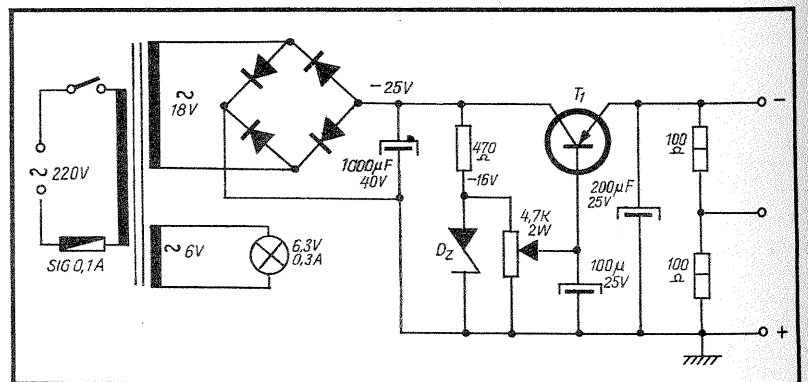 220V
SIG 0,1A
18V
6V
6,3V
0,3A
-25V
1000µF
40V
470
Ω
-16V
DZ
4,7K
2W
T1
100µ
25V
200µF
25V
100
Ω
100
Ω
-
+